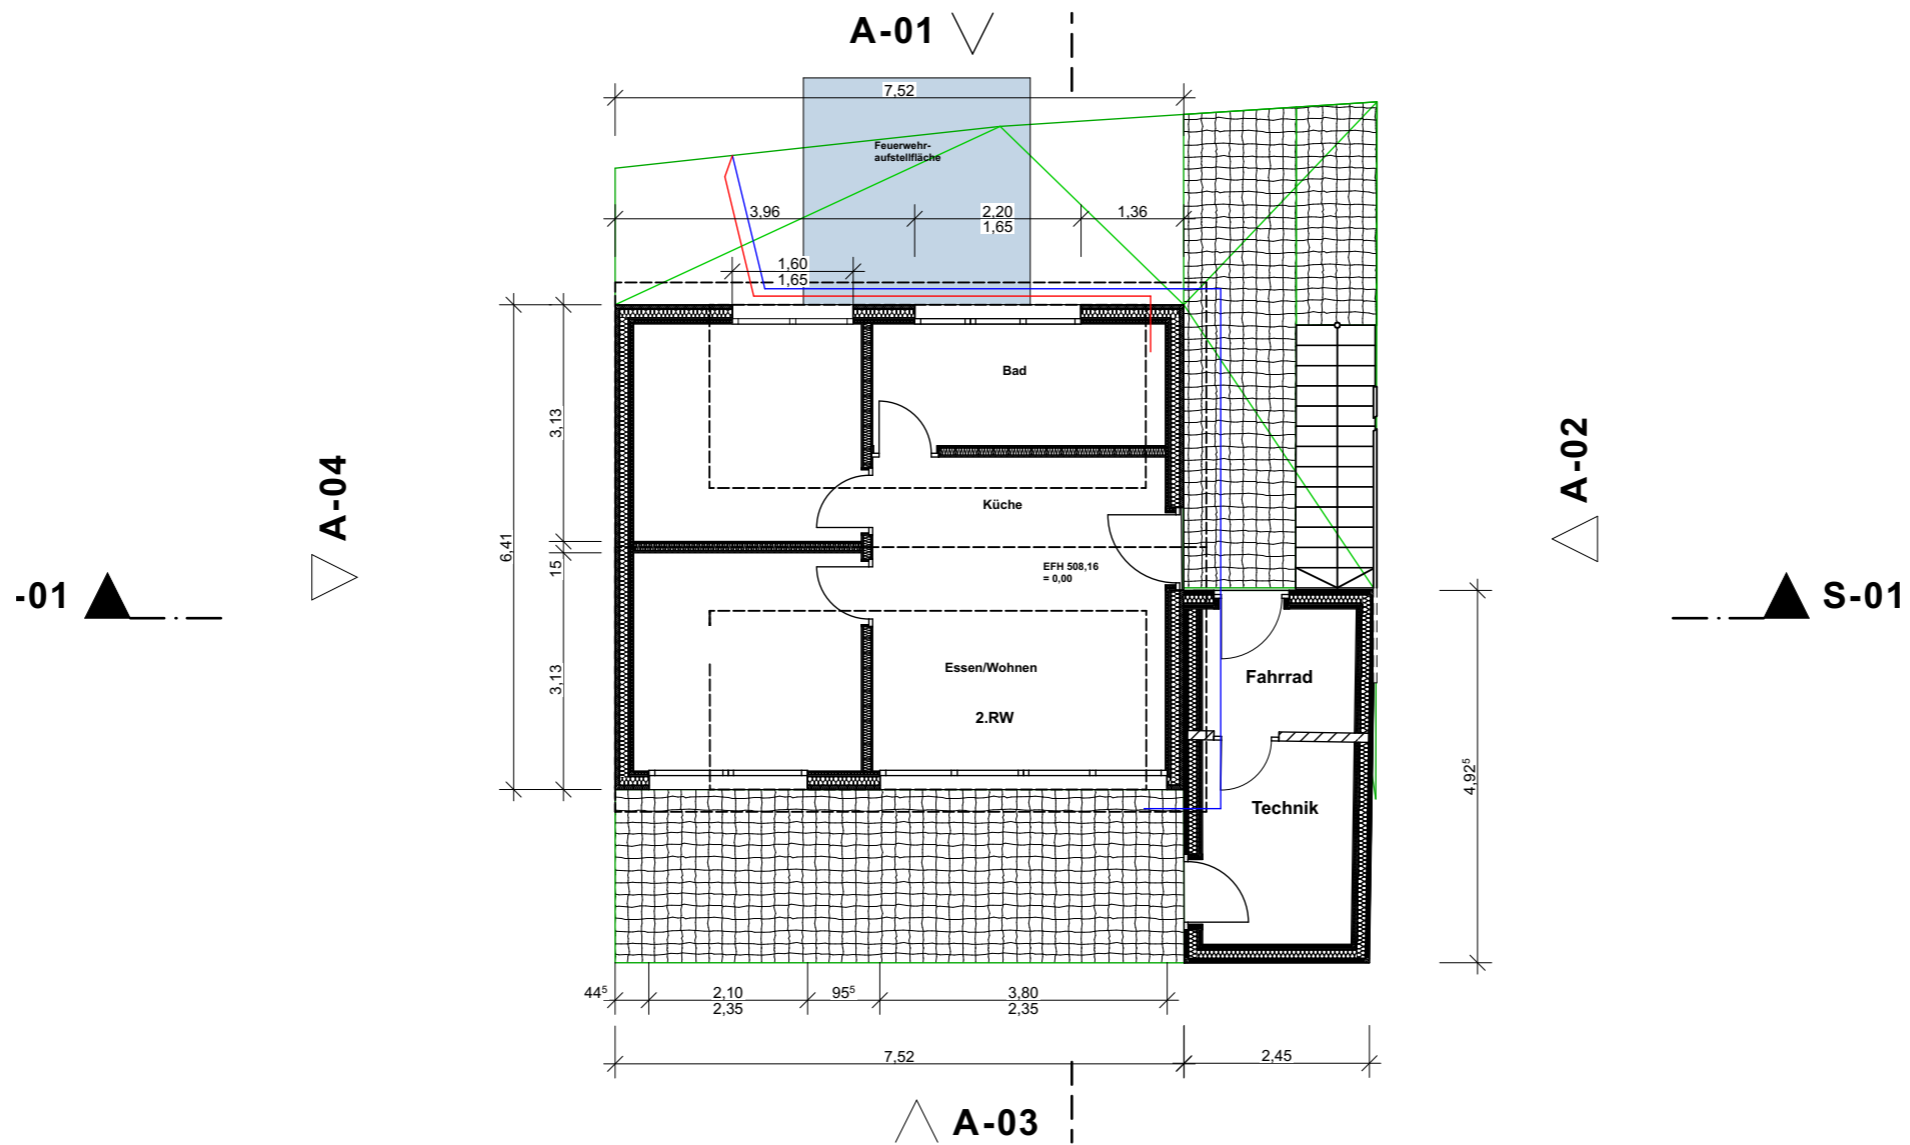 A-01
7,52
Feuerwehr-
aufstellfläche
3,96
2,20
1,65
1,36
1,60
1,65
Bad
3,13
Küche
A-04
A-02
6,41
15
EFH 508,16
= 0,00
-01
S-01
Essen/Wohnen
Fahrrad
3,13
2.RW
4,92⁵
Technik
44⁵
2,10
2,35
95⁵
3,80
2,35
7,52
2,45
A-03